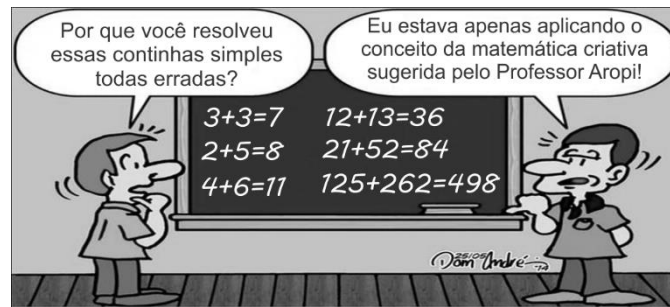 Por que você resolveu
essas continhas simples
todas erradas?
Eu estava apenas aplicando o
conceito da matemática criativa
sugerida pelo Professor Aropi!
3+3=7 12+13=36
2+5=8 21+52=84
4+6=11 125+262=498
25/05
Dom André